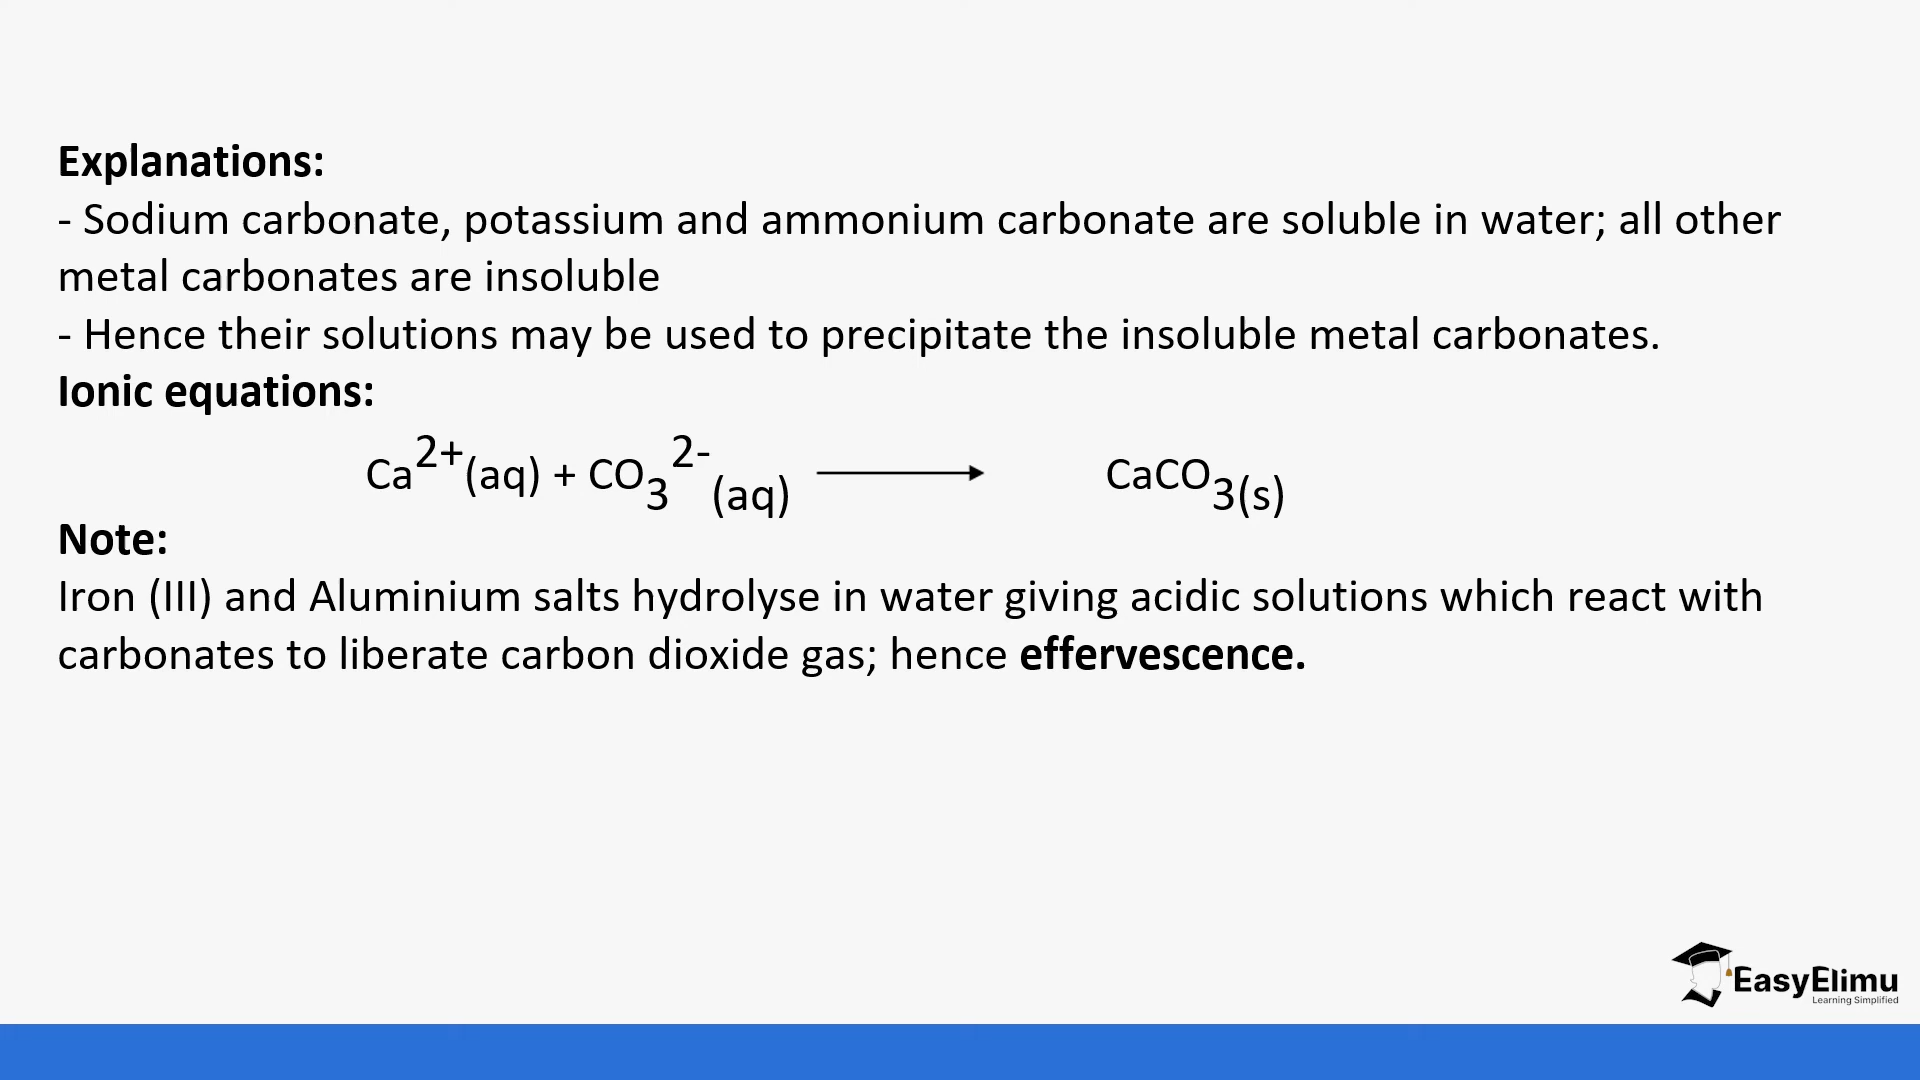 Explanations:
- Sodium carbonate, potassium and ammonium carbonate are soluble in water; all other
metal carbonates are insoluble
- Hence their solutions may be used to precipitate the insoluble metal carbonates.
Ionic equations:
Ca²⁺(aq) + CO₃²⁻(aq) ⟶ CaCO₃(s)
Note:
Iron (III) and Aluminium salts hydrolyse in water giving acidic solutions which react with
carbonates to liberate carbon dioxide gas; hence effervescence.
EasyElimu
Learning Simplified